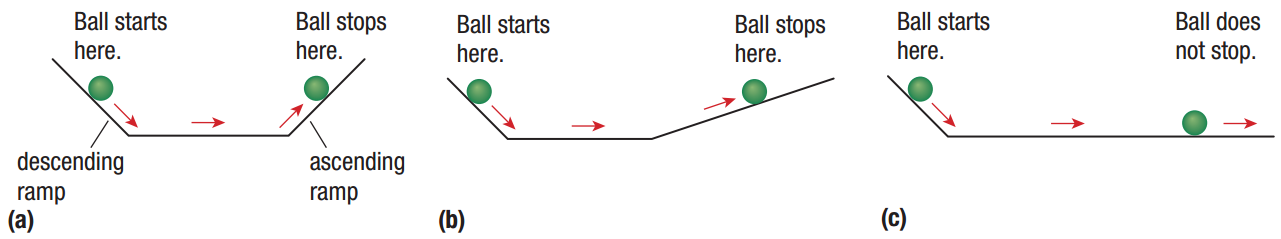 Ball starts
here.
Ball stops
here.
descending
ramp
ascending
ramp
(a)
Ball starts
here.
Ball stops
here.
(b)
Ball starts
here.
Ball does
not stop.
(c)